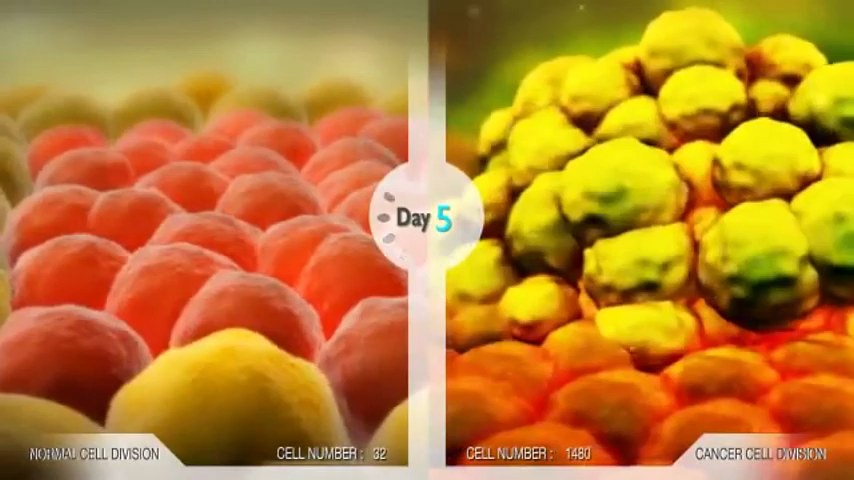 Day 5
NORMAL CELL DIVISION
CELL NUMBER : 32
CELL NUMBER : 1480
CANCER CELL DIVISION